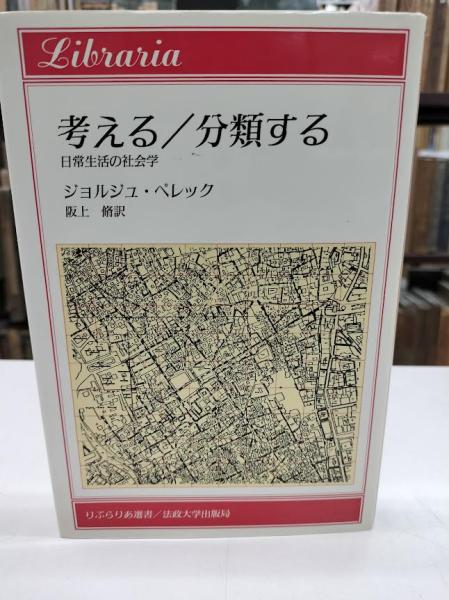 Libraria
考える／分類する
日常生活の社会学
ジョルジュ・ペレック
阪上 脩訳
りぶらりあ選書／法政大学出版局